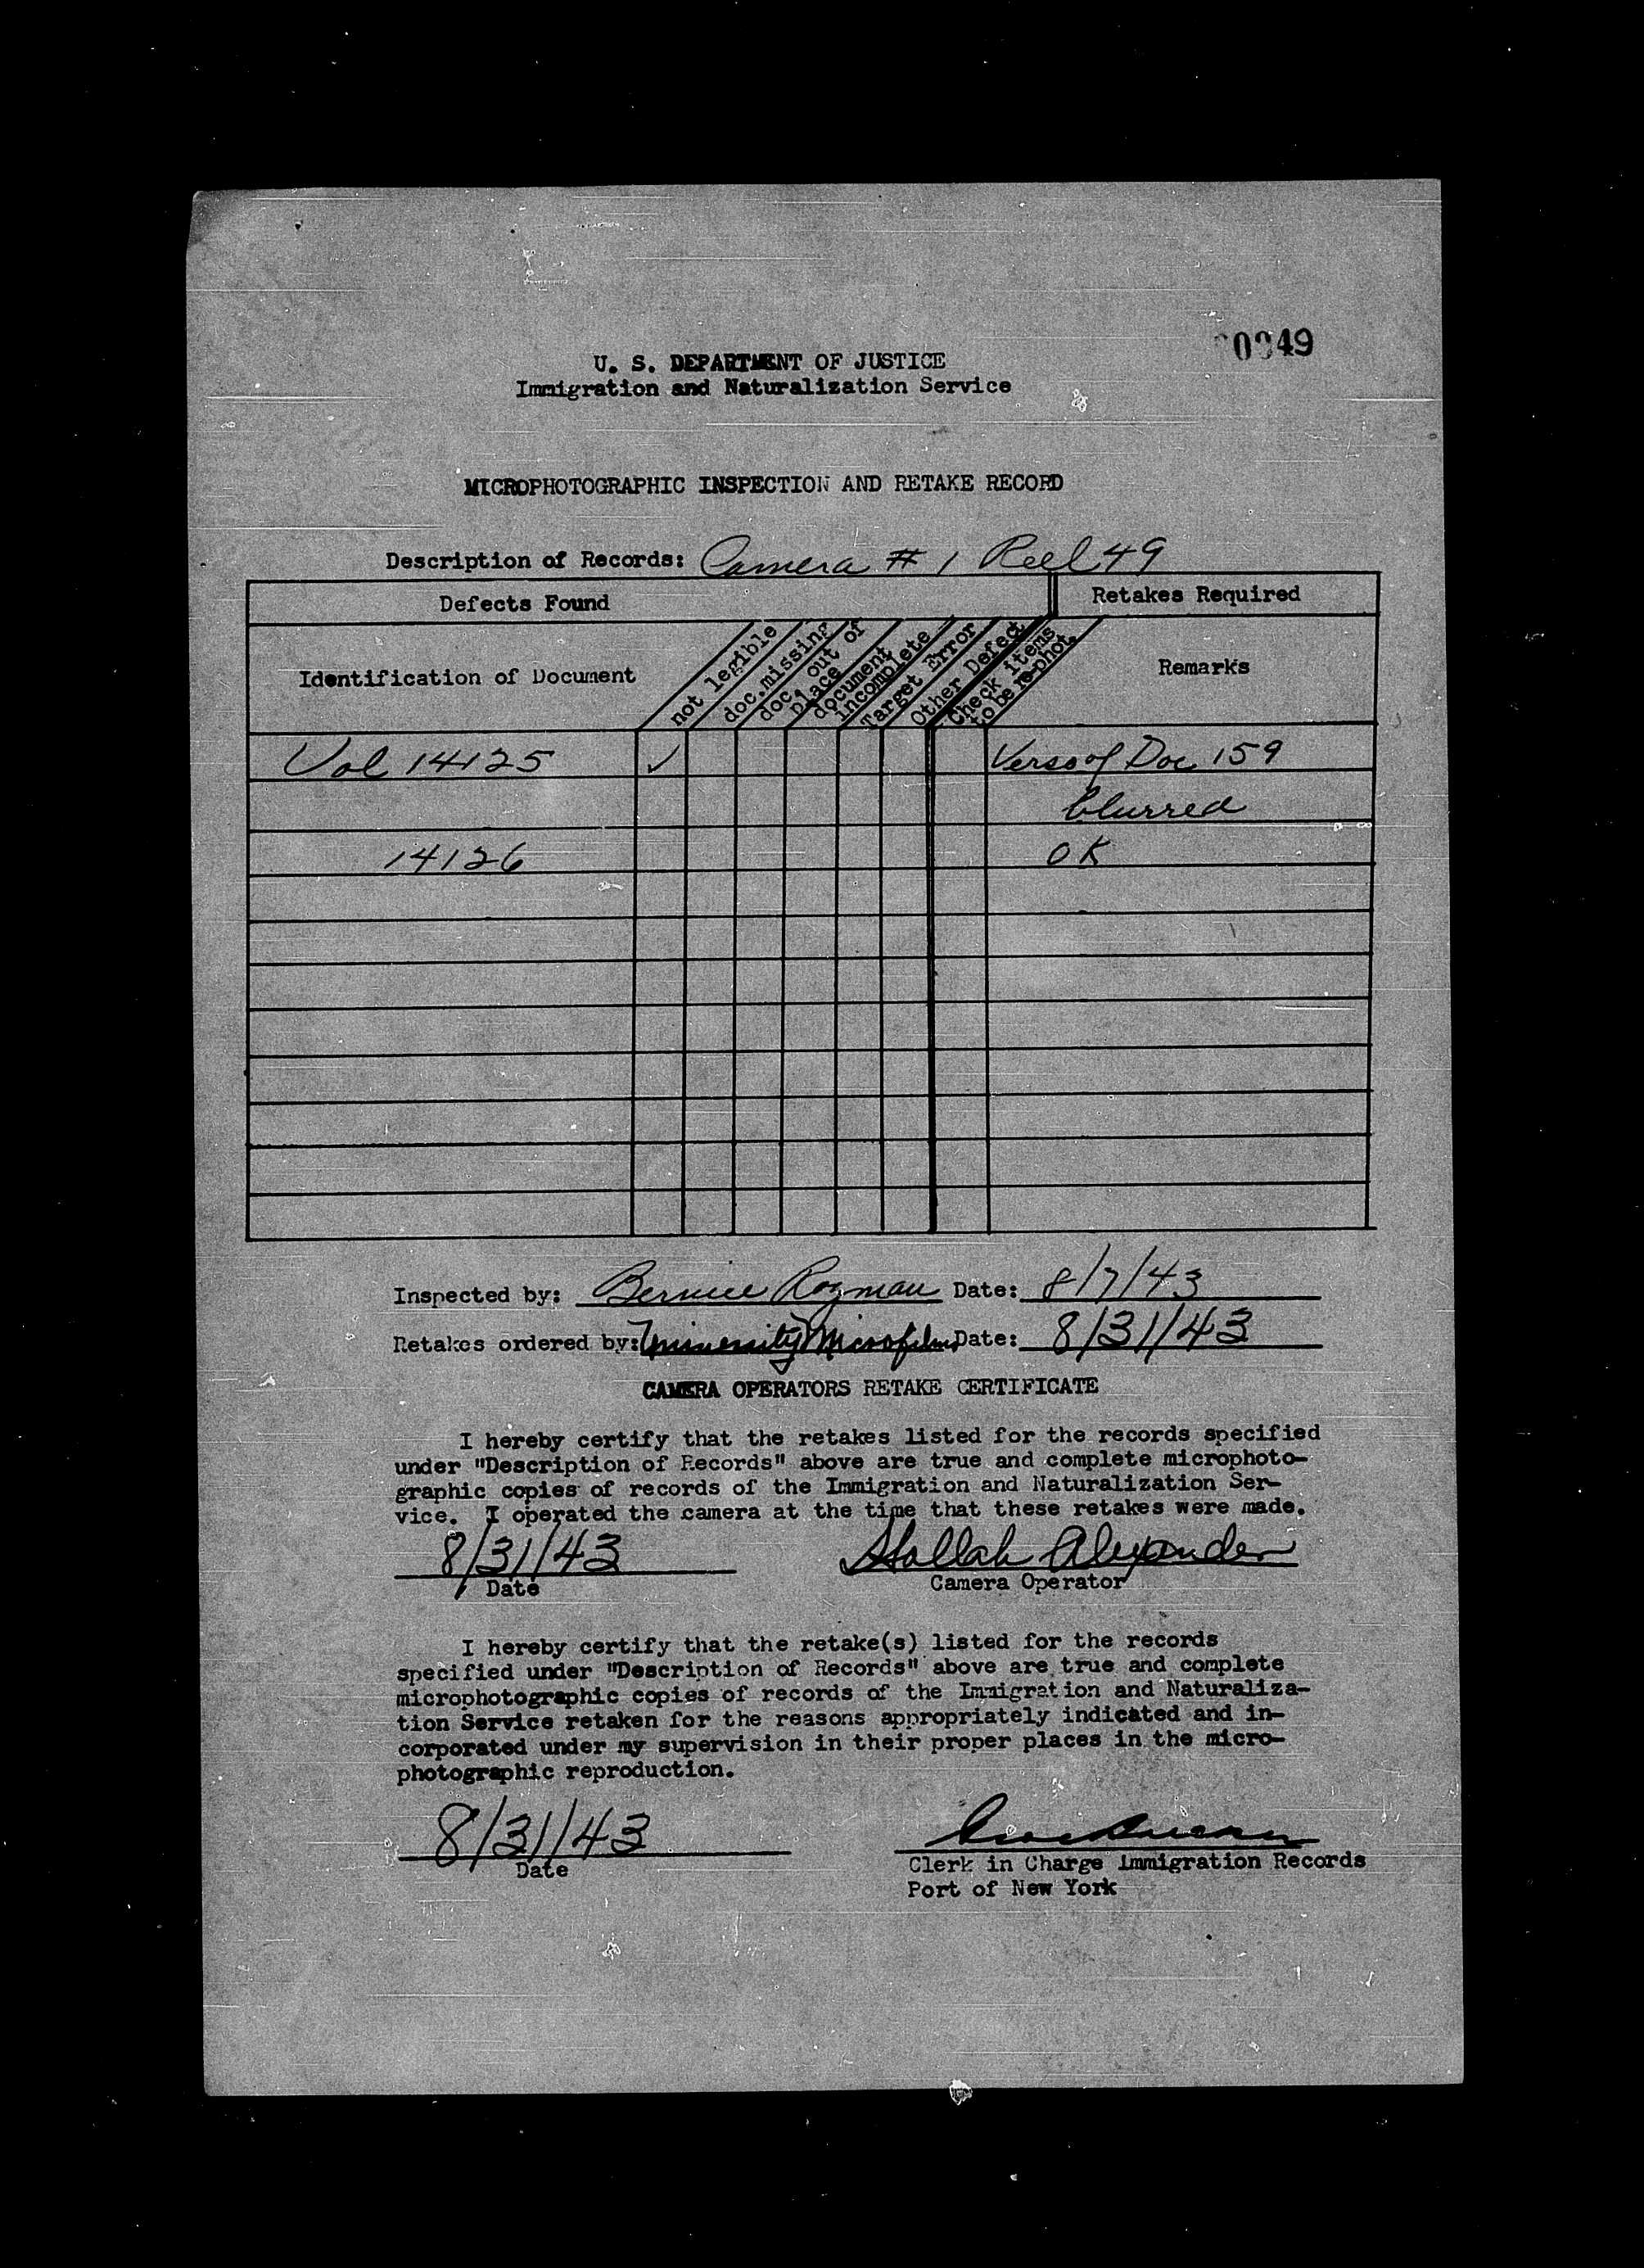 49
U. S. DEPARTMENT OF JUSTICE
Immigration and Naturalization Service
MICROPHOTOGRAPHIC INSPECTION AND RETAKE RECORD
Description of Records: Camera # 1 Reel 49
Defects Found
Retakes Required
Identification of Document
not legible
doc. missing
doc. out of
place
document
incomplete
Target Error
Other Defect
Check items
to be re-phot.
Remarks
Vol 14125 ✓ Verso of Doc 159
blurred
14126 OK
Inspected by: Bernice Rozman Date: 8/7/43
Retakes ordered by: University Microfilms Date: 8/31/43
CAMERA OPERATORS RETAKE CERTIFICATE
I hereby certify that the retakes listed for the records specified
under "Description of Records" above are true and complete microphoto-
graphic copies of records of the Immigration and Naturalization Ser-
vice. I operated the camera at the time that these retakes were made.
8/31/43 Alexander
Date Camera Operator
I hereby certify that the retake(s) listed for the records
specified under "Description of Records" above are true and complete
microphotographic copies of records of the Immigration and Naturaliza-
tion Service retaken for the reasons appropriately indicated and in-
corporated under my supervision in their proper places in the micro-
photographic reproduction.
8/31/43
Date
Clerk in Charge Immigration Records
Port of New York